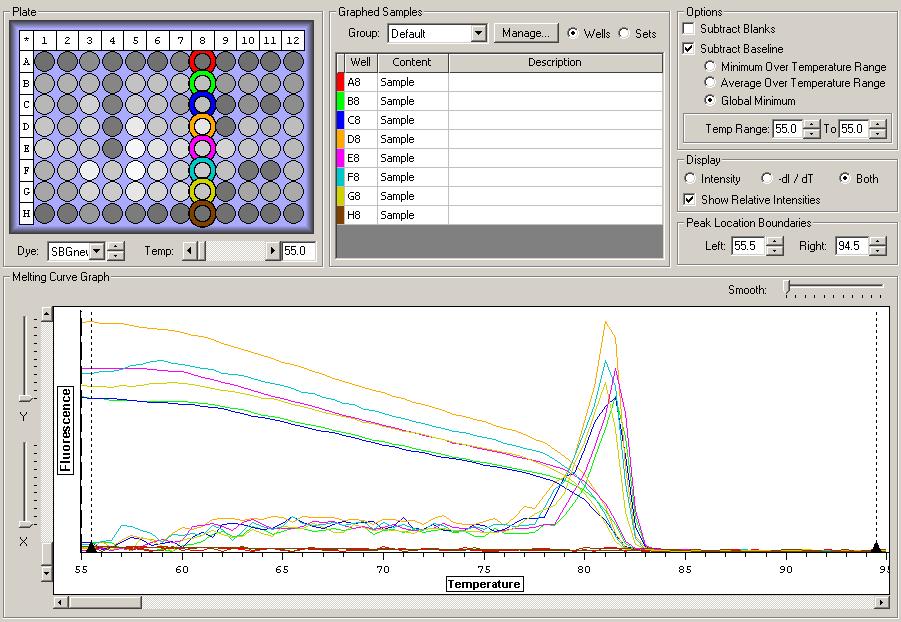 Plate
* 1 2 3 4 5 6 7 8 9 10 11 12
A
B
C
D
E
F
G
H
Dye: SBGnew Temp: 55.0
Graphed Samples
Group: Default Manage... Wells Sets
Well Content Description
A8 Sample
B8 Sample
C8 Sample
D8 Sample
E8 Sample
F8 Sample
G8 Sample
H8 Sample
Options
Subtract Blanks
Subtract Baseline
Minimum Over Temperature Range
Average Over Temperature Range
Global Minimum
Temp Range: 55.0 To 55.0
Display
Intensity -dI / dT Both
Show Relative Intensities
Peak Location Boundaries
Left: 55.5 Right: 94.5
Melting Curve Graph
Smooth:
Y
X
Fluorescence
55 60 65 70 75 80 85 90 95
Temperature